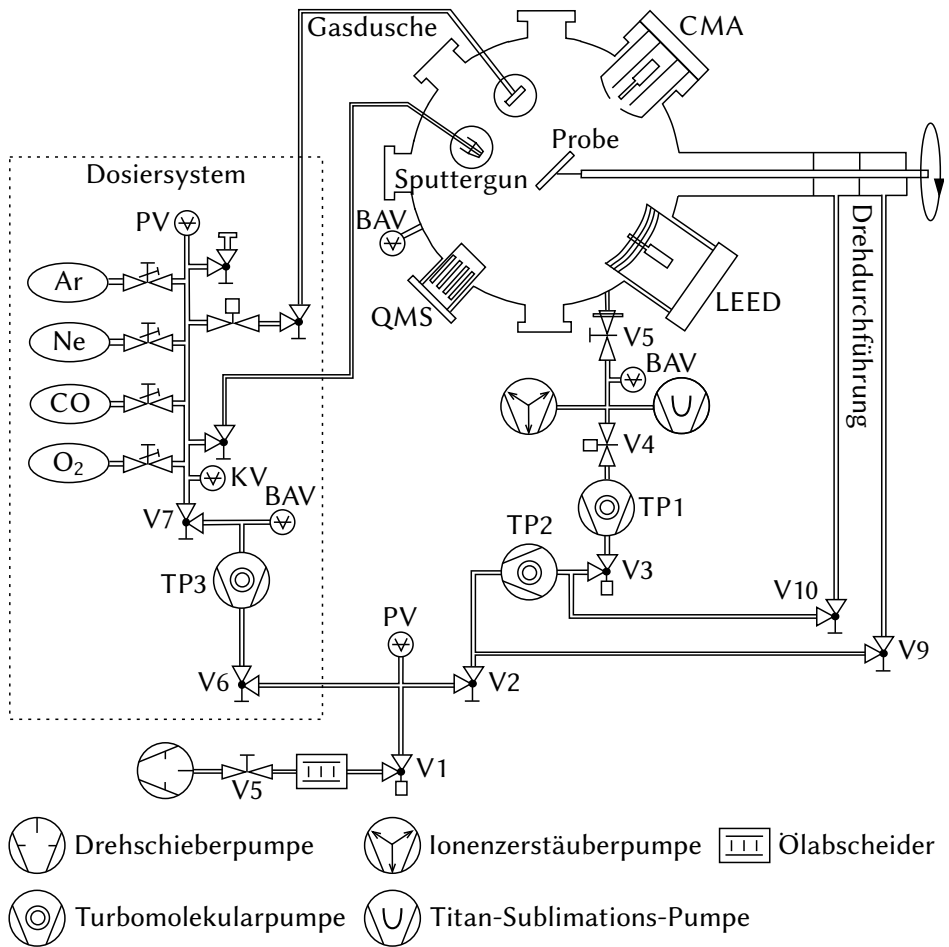 Gasdusche
CMA
Probe
Dosiersystem
Sputtergun
PV
BAV
Ar
QMS
LEED
Drehdurchführung
Ne
V5
BAV
CO
V4
O2
KV
BAV
V7
TP1
TP2
TP3
V3
V10
PV
V9
V6
V2
V1
V5
Drehschieberpumpe
Ionenzerstäuberpumpe
Ölabscheider
Turbomolekularpumpe
Titan-Sublimations-Pumpe